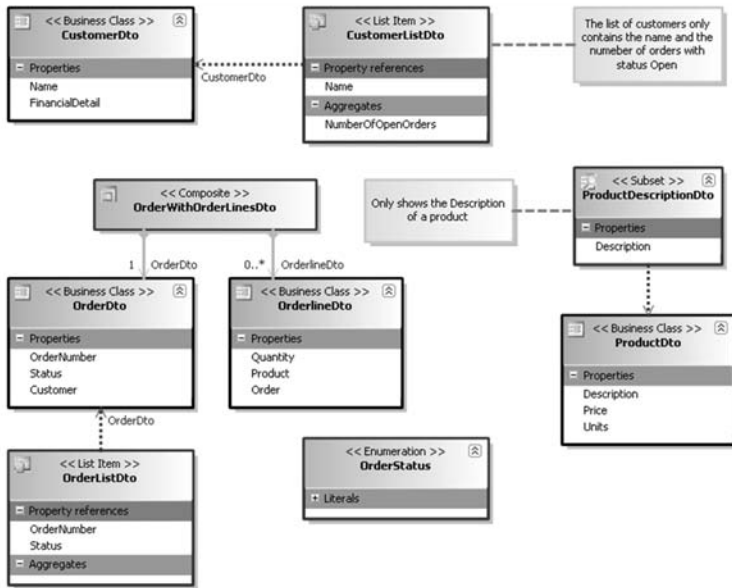 << Business Class >>
CustomerDto
Properties
Name
FinancialDetail
CustomerDto
<< List Item >>
CustomerListDto
Property references
Name
Aggregates
NumberOfOpenOrders
The list of customers only
contains the name and the
numeber of orders with
status Open
<< Composite >>
OrderWithOrderLinesDto
1 OrderDto
0..* OrderlineDto
Only shows the Description
of a product
<< Subset >>
ProductDescriptionDto
Properties
Description
<< Business Class >>
OrderDto
Properties
OrderNumber
Status
Customer
<< Business Class >>
OrderlineDto
Properties
Quantity
Product
Order
<< Business Class >>
ProductDto
Properties
Description
Price
Units
OrderDto
<< List Item >>
OrderListDto
Property references
OrderNumber
Status
Aggregates
<< Enumeration >>
OrderStatus
Literals